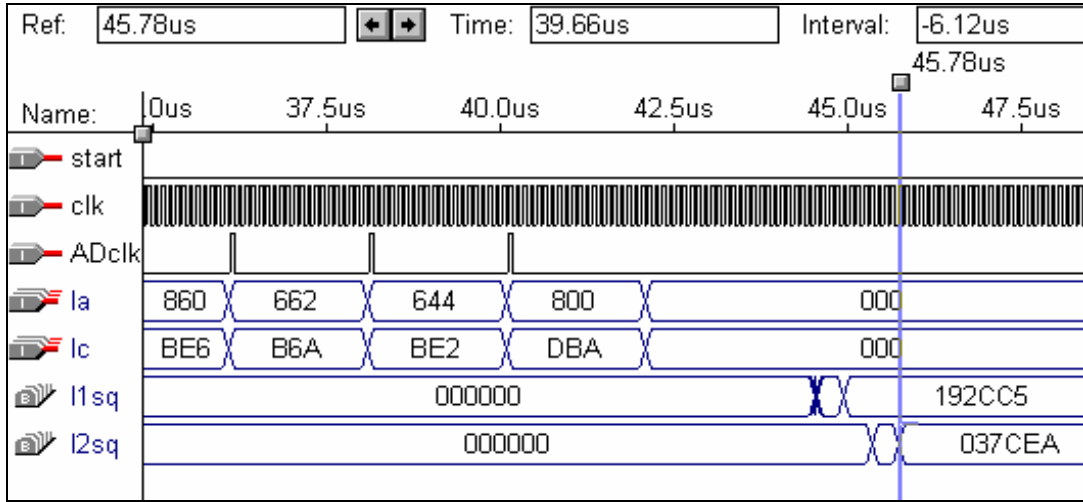 Ref: 45.78us Time: 39.66us Interval: -6.12us
45.78us
Name: .0us 37.5us 40.0us 42.5us 45.0us 47.5us
start
clk
ADclk
Ia 860 662 644 800 000
Ic BE6 B6A BE2 DBA 000
I1sq 000000 192CC5
I2sq 000000 037CEA